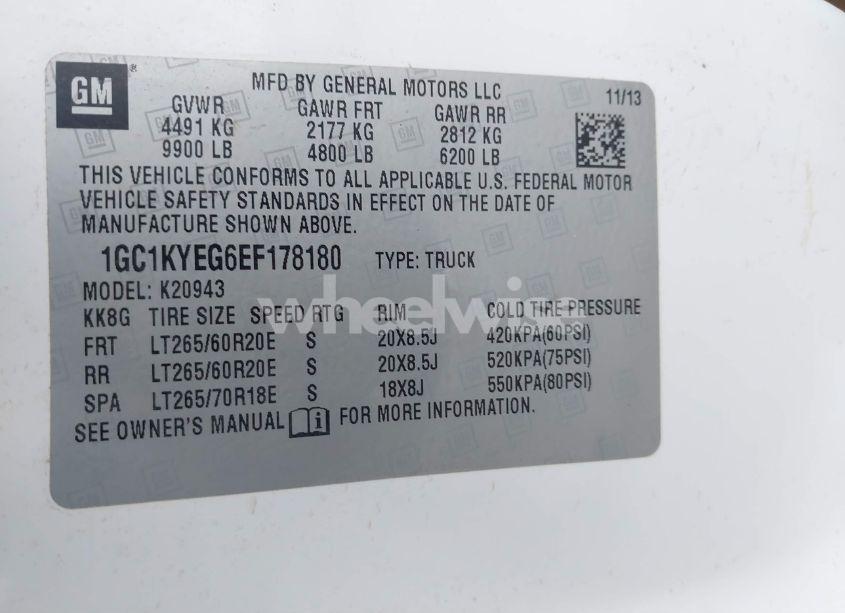 GM
MFD BY GENERAL MOTORS LLC
11/13
GVWR GAWR FRT GAWR RR
4491 KG 2177 KG 2812 KG
9900 LB 4800 LB 6200 LB
THIS VEHICLE CONFORMS TO ALL APPLICABLE U.S. FEDERAL MOTOR
VEHICLE SAFETY STANDARDS IN EFFECT ON THE DATE OF
MANUFACTURE SHOWN ABOVE.
1GC1KYEG6EF178180 TYPE: TRUCK
MODEL: K20943
wheelwise
KK8G TIRE SIZE SPEED RTG RIM COLD TIRE PRESSURE
FRT LT265/60R20E S 20X8.5J 420KPA(60PSI)
RR LT265/60R20E S 20X8.5J 520KPA(75PSI)
SPA LT265/70R18E S 18X8J 550KPA(80PSI)
SEE OWNER'S MANUAL FOR MORE INFORMATION.